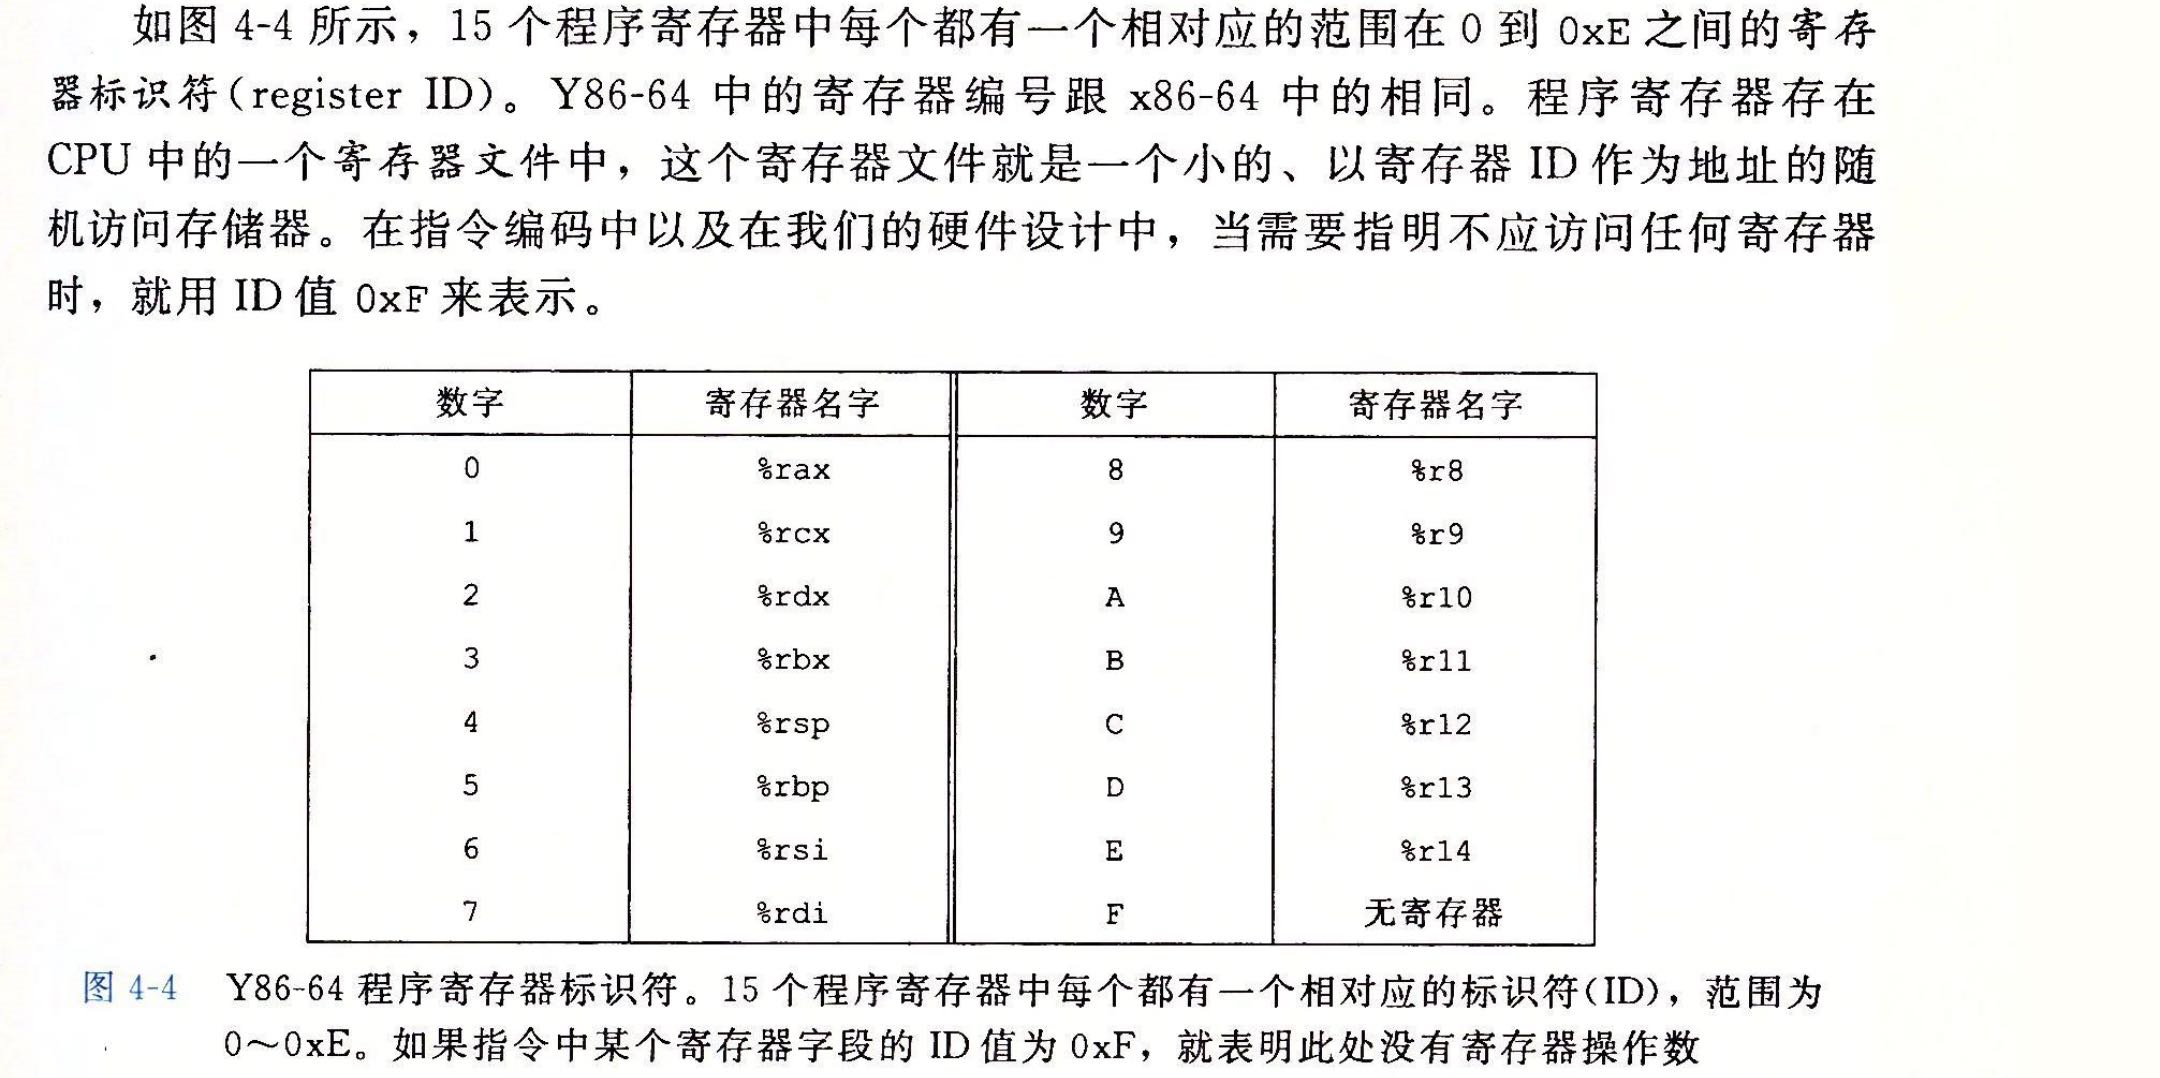 如图 4-4 所示，15 个程序寄存器中每个都有一个相对应的范围在 0 到 0xE 之间的寄存
器标识符(register ID)。Y86-64 中的寄存器编号跟 x86-64 中的相同。程序寄存器存在
CPU 中的一个寄存器文件中，这个寄存器文件就是一个小的、以寄存器 ID 作为地址的随
机访问存储器。在指令编码中以及在我们的硬件设计中，当需要指明不应访问任何寄存器
时，就用 ID 值 0xF 来表示。
数字 寄存器名字 数字 寄存器名字
0 %rax 8 %r8
1 %rcx 9 %r9
2 %rdx A %r10
3 %rbx B %r11
4 %rsp C %r12
5 %rbp D %r13
6 %rsi E %r14
7 %rdi F 无寄存器
图 4-4 Y86-64 程序寄存器标识符。15 个程序寄存器中每个都有一个相对应的标识符(ID)，范围为
0～0xE。如果指令中某个寄存器字段的 ID 值为 0xF，就表明此处没有寄存器操作数